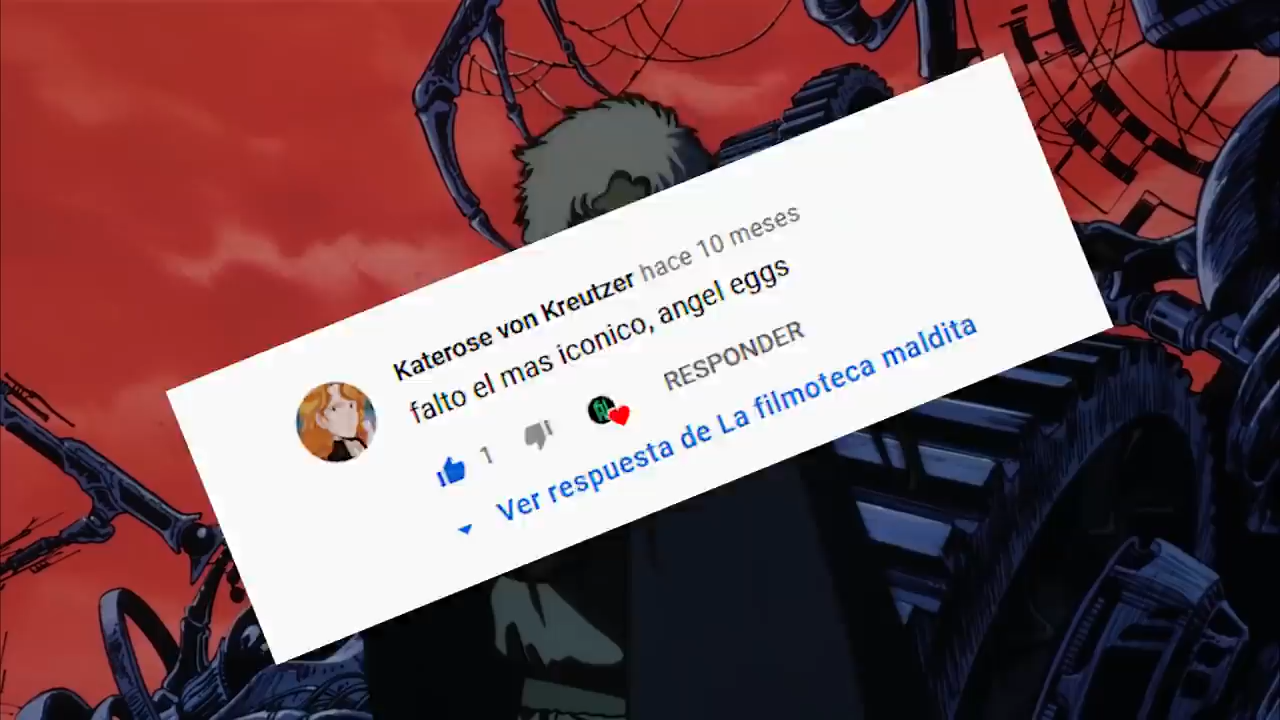 Katerose von Kreutzer hace 10 meses
falto el mas iconico, angel eggs
1 RESPONDER
Ver respuesta de La filmoteca maldita